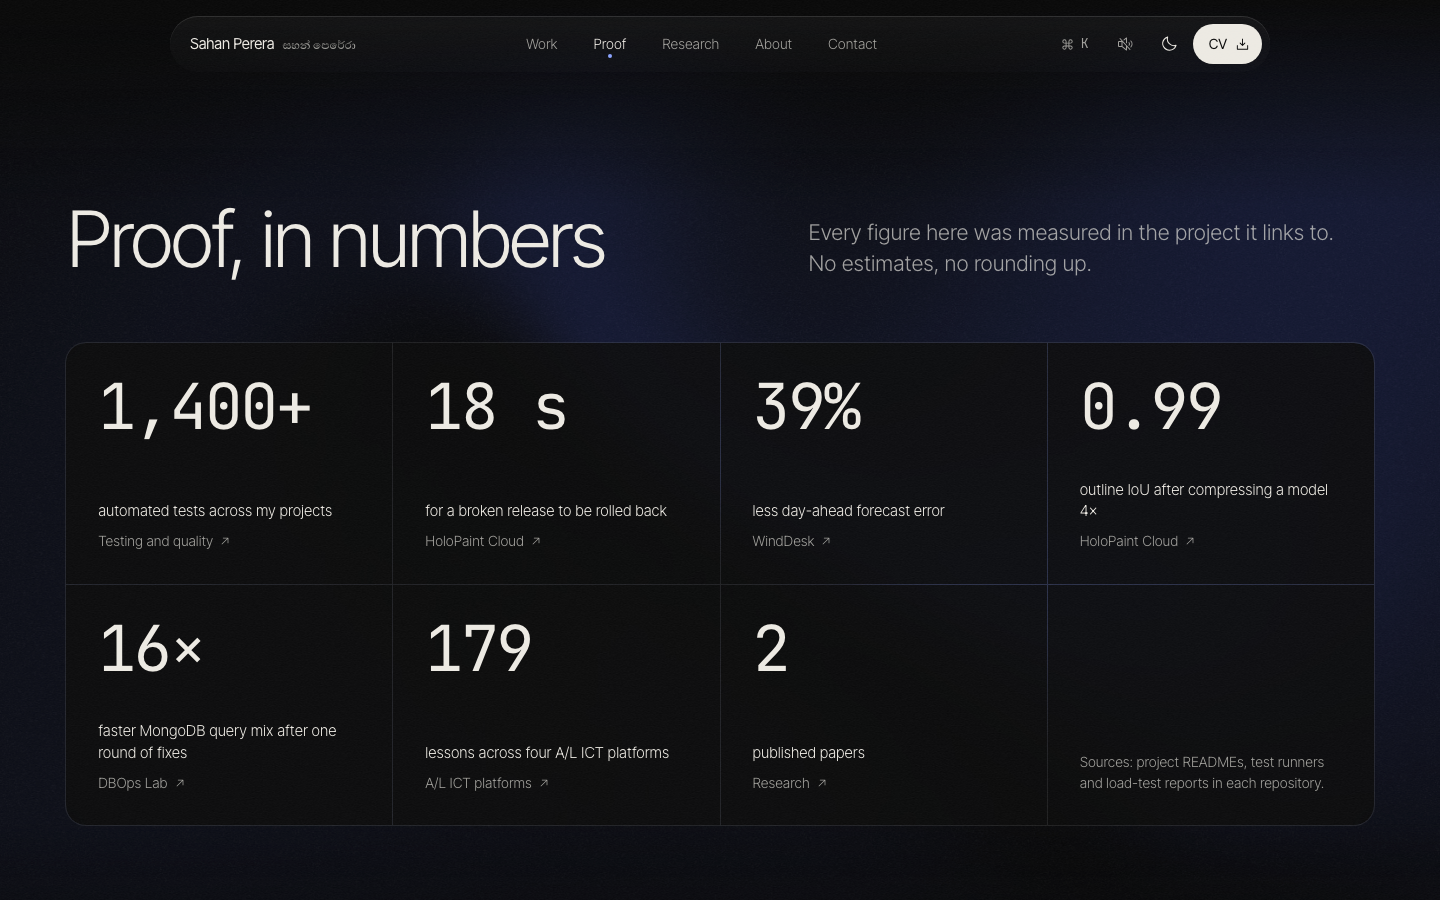 Sahan Perera සහන් පෙරේරා
Work Proof Research About Contact
⌘ K
CV
Proof, in numbers
Every figure here was measured in the project it links to.
No estimates, no rounding up.
1,400+
automated tests across my projects
Testing and quality ↗
18 s
for a broken release to be rolled back
HoloPaint Cloud ↗
39%
less day-ahead forecast error
WindDesk ↗
0.99
outline IoU after compressing a model
4×
HoloPaint Cloud ↗
16×
faster MongoDB query mix after one
round of fixes
DBOps Lab ↗
179
lessons across four A/L ICT platforms
A/L ICT platforms ↗
2
published papers
Research ↗
Sources: project READMEs, test runners
and load-test reports in each repository.